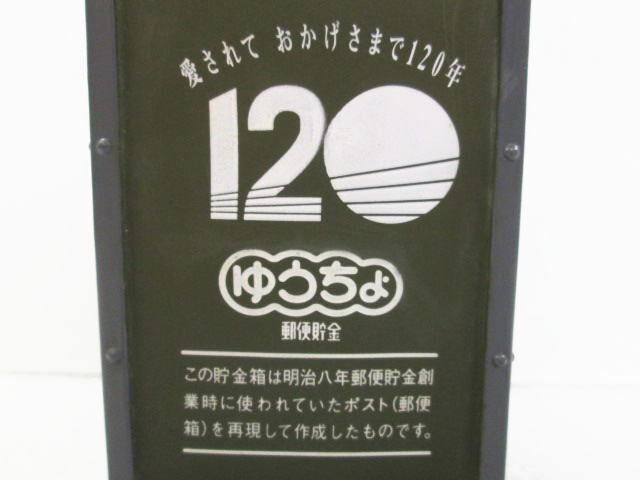 愛されて おかげさまで120年
120
ゆうちょ
郵便貯金
この貯金箱は明治八年郵便貯金創
業時に使われていたポスト(郵便
箱)を再現して作成したものです。